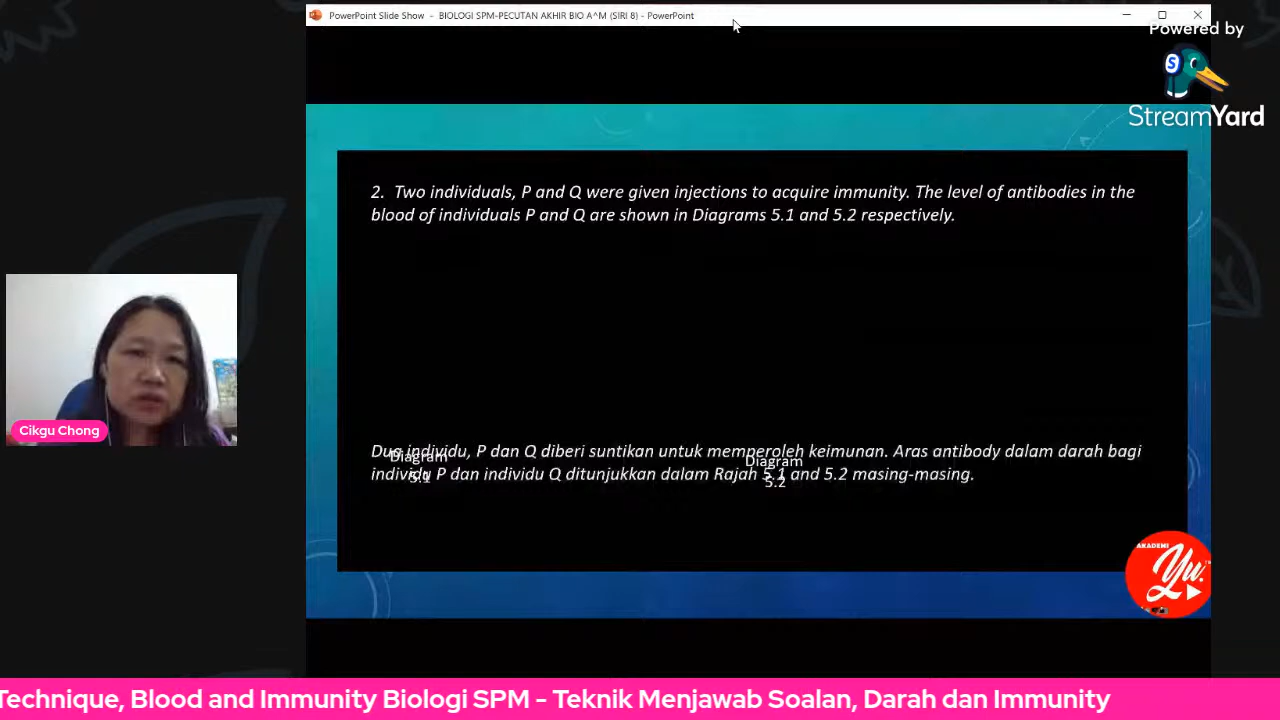 PowerPoint Slide Show - BIOLOGI SPM-PECUTAN AKHIR BIO A^M (SIRI 8) - PowerPoint
Powered by
S
StreamYard
2. Two individuals, P and Q were given injections to acquire immunity. The level of antibodies in the
blood of individuals P and Q are shown in Diagrams 5.1 and 5.2 respectively.
Dua individu, P dan Q diberi suntikan untuk memperoleh keimunan. Aras antibody dalam darah bagi
individu P dan individu Q ditunjukkan dalam Rajah 5.1 and 5.2 masing-masing.
Diagram
5.1
Diagram
5.2
Cikgu Chong
AKADEMI
Yu.
Technique, Blood and Immunity Biologi SPM - Teknik Menjawab Soalan, Darah dan Immunity